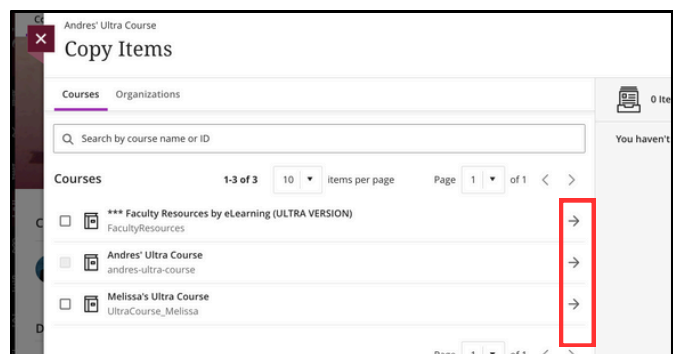 Andres' Ultra Course
Copy Items
Courses Organizations
0 Ite
Search by course name or ID
You haven't
Courses 1-3 of 3 10 items per page Page 1 of 1
*** Faculty Resources by eLearning (ULTRA VERSION)
FacultyResources
Andres' Ultra Course
andres-ultra-course
Melissa's Ultra Course
UltraCourse_Melissa
Page 1